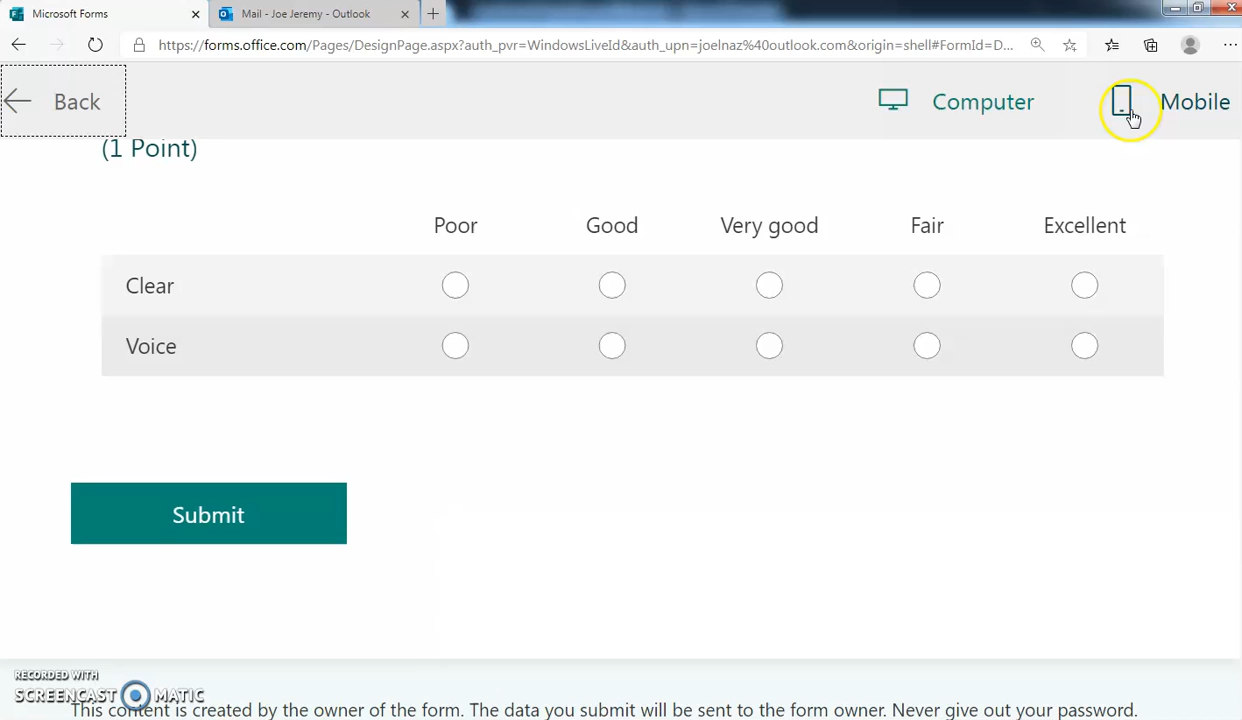 Microsoft Forms
Mail - Joe Jeremy - Outlook
https://forms.office.com/Pages/DesignPage.aspx?auth_pvr=WindowsLiveId&auth_upn=joelnaz%40outlook.com&origin=shell#FormId=D...
Back
Computer
Mobile
(1 Point)
Poor Good Very good Fair Excellent
Clear
Voice
Submit
RECORDED WITH
SCREENCAST MATIC
This content is created by the owner of the form. The data you submit will be sent to the form owner. Never give out your password.